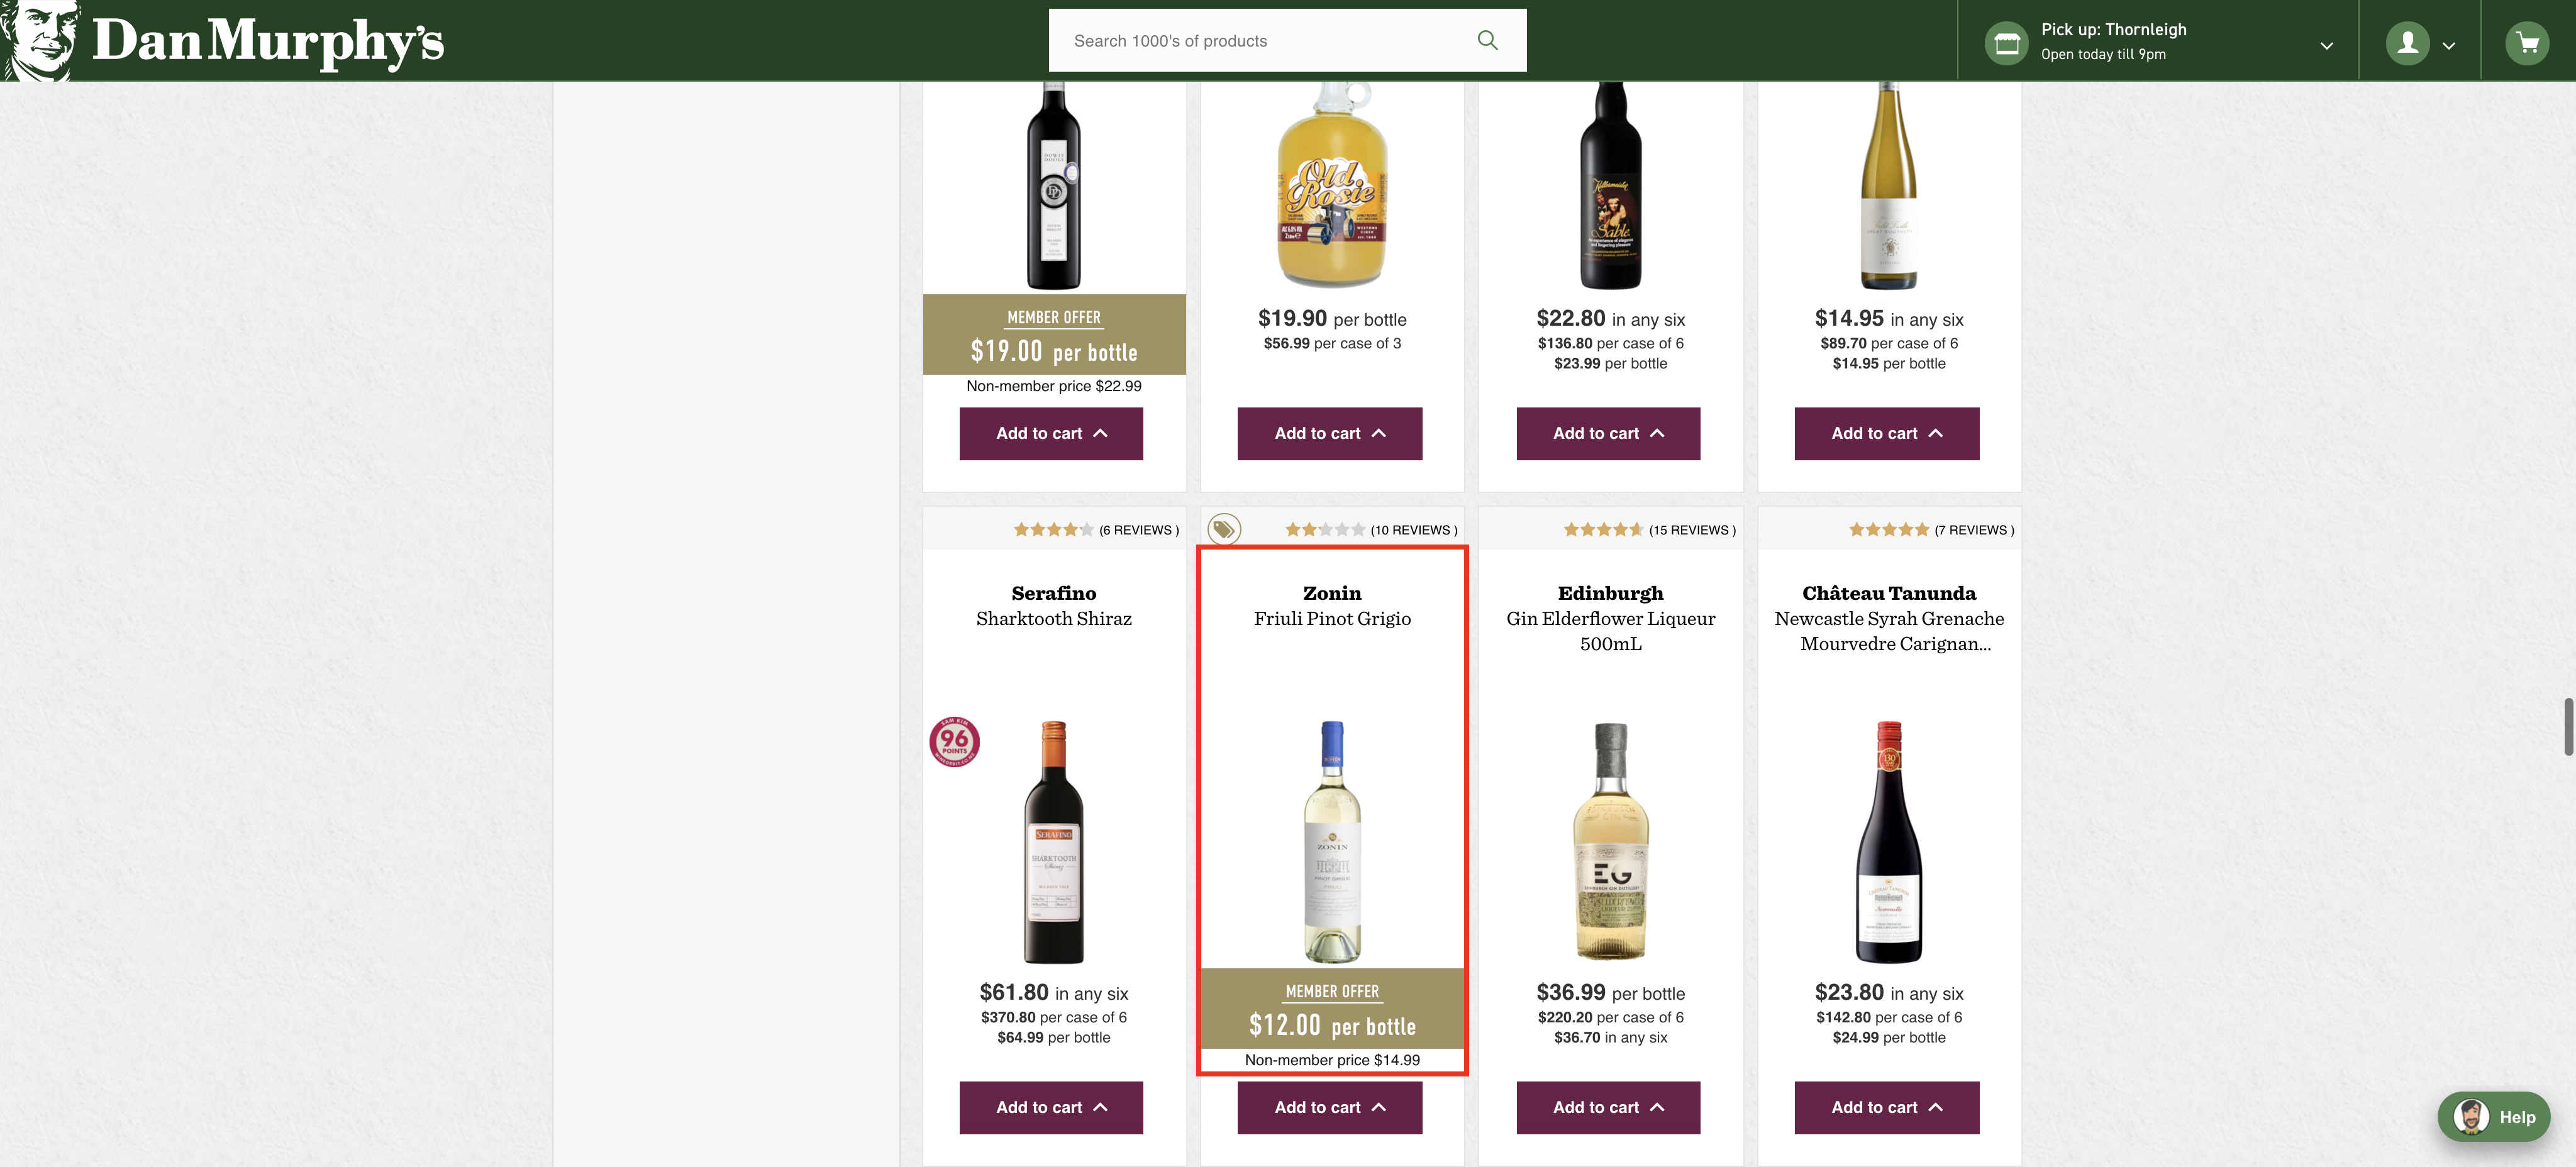 Dan Murphy's
Search 1000's of products
Pick up: Thornleigh
Open today till 9pm
Old Rosie
Sable
MEMBER OFFER
$19.00 per bottle
Non-member price $22.99
Add to cart
$19.90 per bottle
$56.99 per case of 3
Add to cart
$22.80 in any six
$136.80 per case of 6
$23.99 per bottle
Add to cart
$14.95 in any six
$89.70 per case of 6
$14.95 per bottle
Add to cart
(6 REVIEWS )
Serafino
Sharktooth Shiraz
96
POINTS
SERAFINO
SHARKTOOTH
Shiraz
$61.80 in any six
$370.80 per case of 6
$64.99 per bottle
Add to cart
(10 REVIEWS )
Zonin
Friuli Pinot Grigio
ZONIN
MEMBER OFFER
$12.00 per bottle
Non-member price $14.99
Add to cart
(15 REVIEWS )
Edinburgh
Gin Elderflower Liqueur
500mL
EG
$36.99 per bottle
$220.20 per case of 6
$36.70 in any six
Add to cart
(7 REVIEWS )
Château Tanunda
Newcastle Syrah Grenache
Mourvedre Carignan...
$23.80 in any six
$142.80 per case of 6
$24.99 per bottle
Add to cart
Help